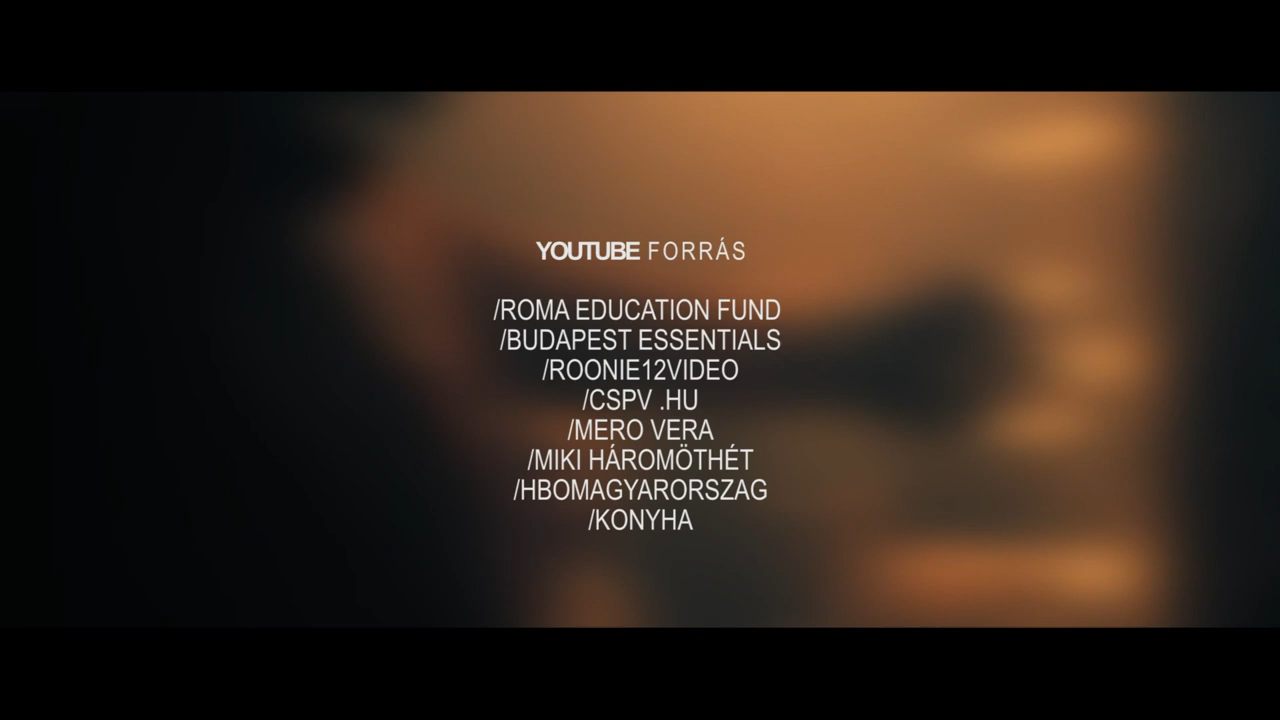 YOUTUBE FORRÁS
/ROMA EDUCATION FUND
/BUDAPEST ESSENTIALS
/ROONIE12VIDEO
/CSPV .HU
/MERO VERA
/MIKI HÁROMÖTHÉT
/HBOMAGYARORSZAG
/KONYHA